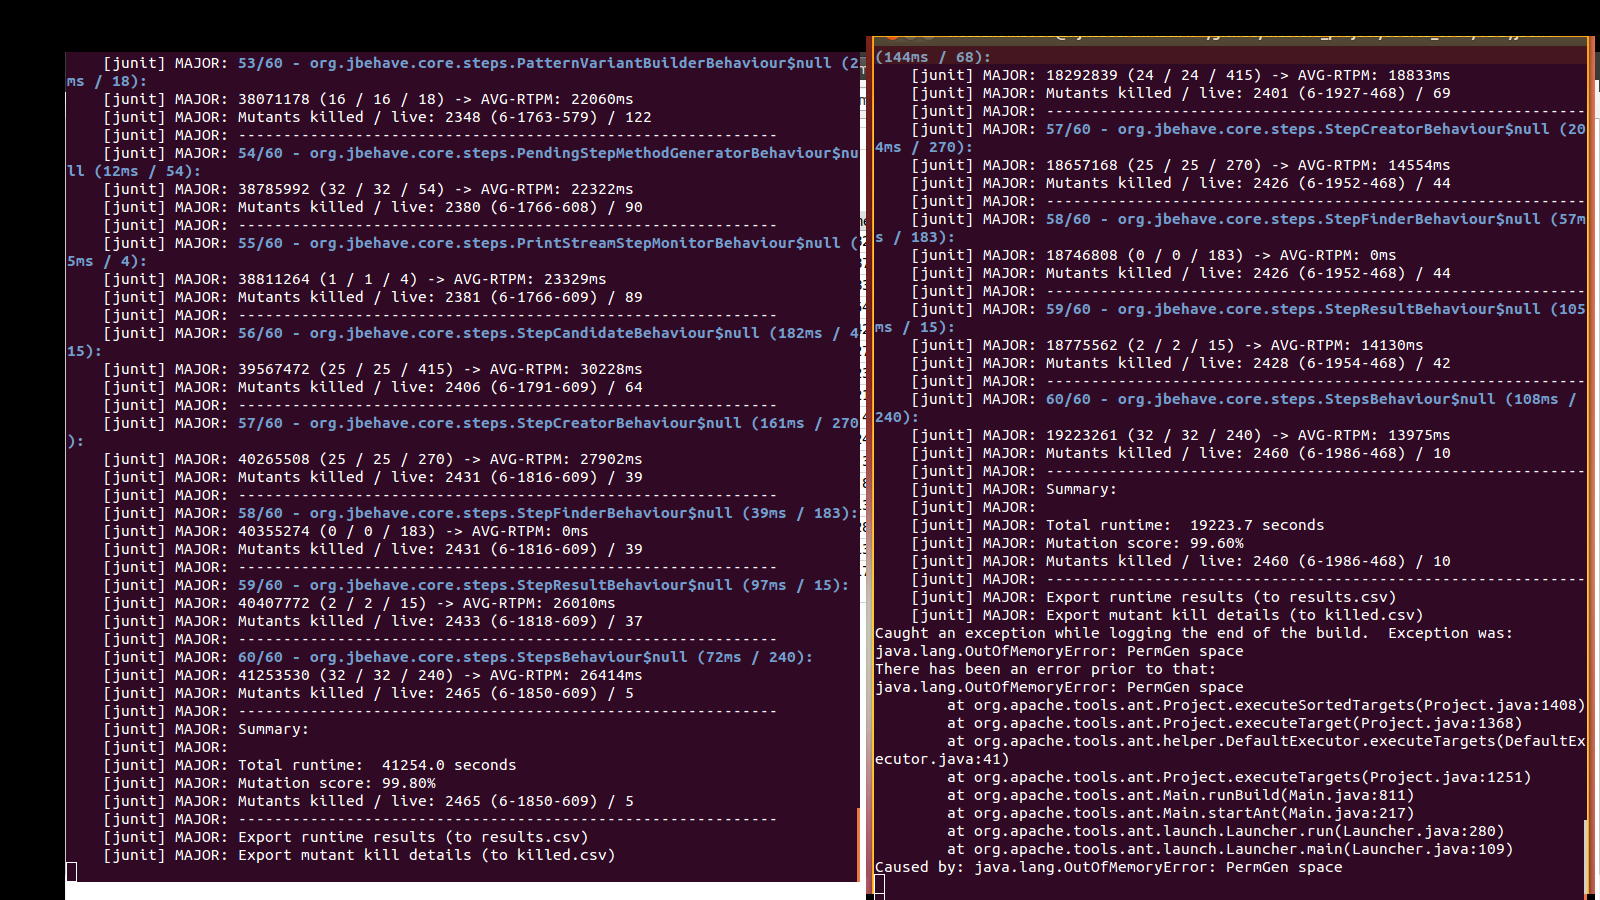 [junit] MAJOR: 53/60 - org.jbehave.core.steps.PatternVariantBuilderBehaviour$null (2
ms / 18):
[junit] MAJOR: 38071178 (16 / 16 / 18) -> AVG-RTPM: 22060ms
[junit] MAJOR: Mutants killed / live: 2348 (6-1763-579) / 122
[junit] MAJOR: ------------------------------------------------------------
[junit] MAJOR: 54/60 - org.jbehave.core.steps.PendingStepMethodGeneratorBehaviour$nu
ll (12ms / 54):
[junit] MAJOR: 38785992 (32 / 32 / 54) -> AVG-RTPM: 22322ms
[junit] MAJOR: Mutants killed / live: 2380 (6-1766-608) / 90
[junit] MAJOR: ------------------------------------------------------------
[junit] MAJOR: 55/60 - org.jbehave.core.steps.PrintStreamStepMonitorBehaviour$null (
5ms / 4):
[junit] MAJOR: 38811264 (1 / 1 / 4) -> AVG-RTPM: 23329ms
[junit] MAJOR: Mutants killed / live: 2381 (6-1766-609) / 89
[junit] MAJOR: ------------------------------------------------------------
[junit] MAJOR: 56/60 - org.jbehave.core.steps.StepCandidateBehaviour$null (182ms / 4
15):
[junit] MAJOR: 39567472 (25 / 25 / 415) -> AVG-RTPM: 30228ms
[junit] MAJOR: Mutants killed / live: 2406 (6-1791-609) / 64
[junit] MAJOR: ------------------------------------------------------------
[junit] MAJOR: 57/60 - org.jbehave.core.steps.StepCreatorBehaviour$null (161ms / 270
):
[junit] MAJOR: 40265508 (25 / 25 / 270) -> AVG-RTPM: 27902ms
[junit] MAJOR: Mutants killed / live: 2431 (6-1816-609) / 39
[junit] MAJOR: ------------------------------------------------------------
[junit] MAJOR: 58/60 - org.jbehave.core.steps.StepFinderBehaviour$null (39ms / 183):
[junit] MAJOR: 40355274 (0 / 0 / 183) -> AVG-RTPM: 0ms
[junit] MAJOR: Mutants killed / live: 2431 (6-1816-609) / 39
[junit] MAJOR: ------------------------------------------------------------
[junit] MAJOR: 59/60 - org.jbehave.core.steps.StepResultBehaviour$null (97ms / 15):
[junit] MAJOR: 40407772 (2 / 2 / 15) -> AVG-RTPM: 26010ms
[junit] MAJOR: Mutants killed / live: 2433 (6-1818-609) / 37
[junit] MAJOR: ------------------------------------------------------------
[junit] MAJOR: 60/60 - org.jbehave.core.steps.StepsBehaviour$null (72ms / 240):
[junit] MAJOR: 41253530 (32 / 32 / 240) -> AVG-RTPM: 26414ms
[junit] MAJOR: Mutants killed / live: 2465 (6-1850-609) / 5
[junit] MAJOR: ------------------------------------------------------------
[junit] MAJOR: Summary:
[junit] MAJOR:
[junit] MAJOR: Total runtime:  41254.0 seconds
[junit] MAJOR: Mutation score: 99.80%
[junit] MAJOR: Mutants killed / live: 2465 (6-1850-609) / 5
[junit] MAJOR: ------------------------------------------------------------
[junit] MAJOR: Export runtime results (to results.csv)
[junit] MAJOR: Export mutant kill details (to killed.csv)
(144ms / 68):
[junit] MAJOR: 18292839 (24 / 24 / 415) -> AVG-RTPM: 18833ms
[junit] MAJOR: Mutants killed / live: 2401 (6-1927-468) / 69
[junit] MAJOR: ------------------------------------------------------------
[junit] MAJOR: 57/60 - org.jbehave.core.steps.StepCreatorBehaviour$null (20
4ms / 270):
[junit] MAJOR: 18657168 (25 / 25 / 270) -> AVG-RTPM: 14554ms
[junit] MAJOR: Mutants killed / live: 2426 (6-1952-468) / 44
[junit] MAJOR: ------------------------------------------------------------
[junit] MAJOR: 58/60 - org.jbehave.core.steps.StepFinderBehaviour$null (57m
s / 183):
[junit] MAJOR: 18746808 (0 / 0 / 183) -> AVG-RTPM: 0ms
[junit] MAJOR: Mutants killed / live: 2426 (6-1952-468) / 44
[junit] MAJOR: ------------------------------------------------------------
[junit] MAJOR: 59/60 - org.jbehave.core.steps.StepResultBehaviour$null (105
ms / 15):
[junit] MAJOR: 18775562 (2 / 2 / 15) -> AVG-RTPM: 14130ms
[junit] MAJOR: Mutants killed / live: 2428 (6-1954-468) / 42
[junit] MAJOR: ------------------------------------------------------------
[junit] MAJOR: 60/60 - org.jbehave.core.steps.StepsBehaviour$null (108ms /
240):
[junit] MAJOR: 19223261 (32 / 32 / 240) -> AVG-RTPM: 13975ms
[junit] MAJOR: Mutants killed / live: 2460 (6-1986-468) / 10
[junit] MAJOR: ------------------------------------------------------------
[junit] MAJOR: Summary:
[junit] MAJOR:
[junit] MAJOR: Total runtime:  19223.7 seconds
[junit] MAJOR: Mutation score: 99.60%
[junit] MAJOR: Mutants killed / live: 2460 (6-1986-468) / 10
[junit] MAJOR: ------------------------------------------------------------
[junit] MAJOR: Export runtime results (to results.csv)
[junit] MAJOR: Export mutant kill details (to killed.csv)
Caught an exception while logging the end of the build.  Exception was:
java.lang.OutOfMemoryError: PermGen space
There has been an error prior to that:
java.lang.OutOfMemoryError: PermGen space
at org.apache.tools.ant.Project.executeSortedTargets(Project.java:1408)
at org.apache.tools.ant.Project.executeTarget(Project.java:1368)
at org.apache.tools.ant.helper.DefaultExecutor.executeTargets(DefaultEx
ecutor.java:41)
at org.apache.tools.ant.Project.executeTargets(Project.java:1251)
at org.apache.tools.ant.Main.runBuild(Main.java:811)
at org.apache.tools.ant.Main.startAnt(Main.java:217)
at org.apache.tools.ant.launch.Launcher.run(Launcher.java:280)
at org.apache.tools.ant.launch.Launcher.main(Launcher.java:109)
Caused by: java.lang.OutOfMemoryError: PermGen space